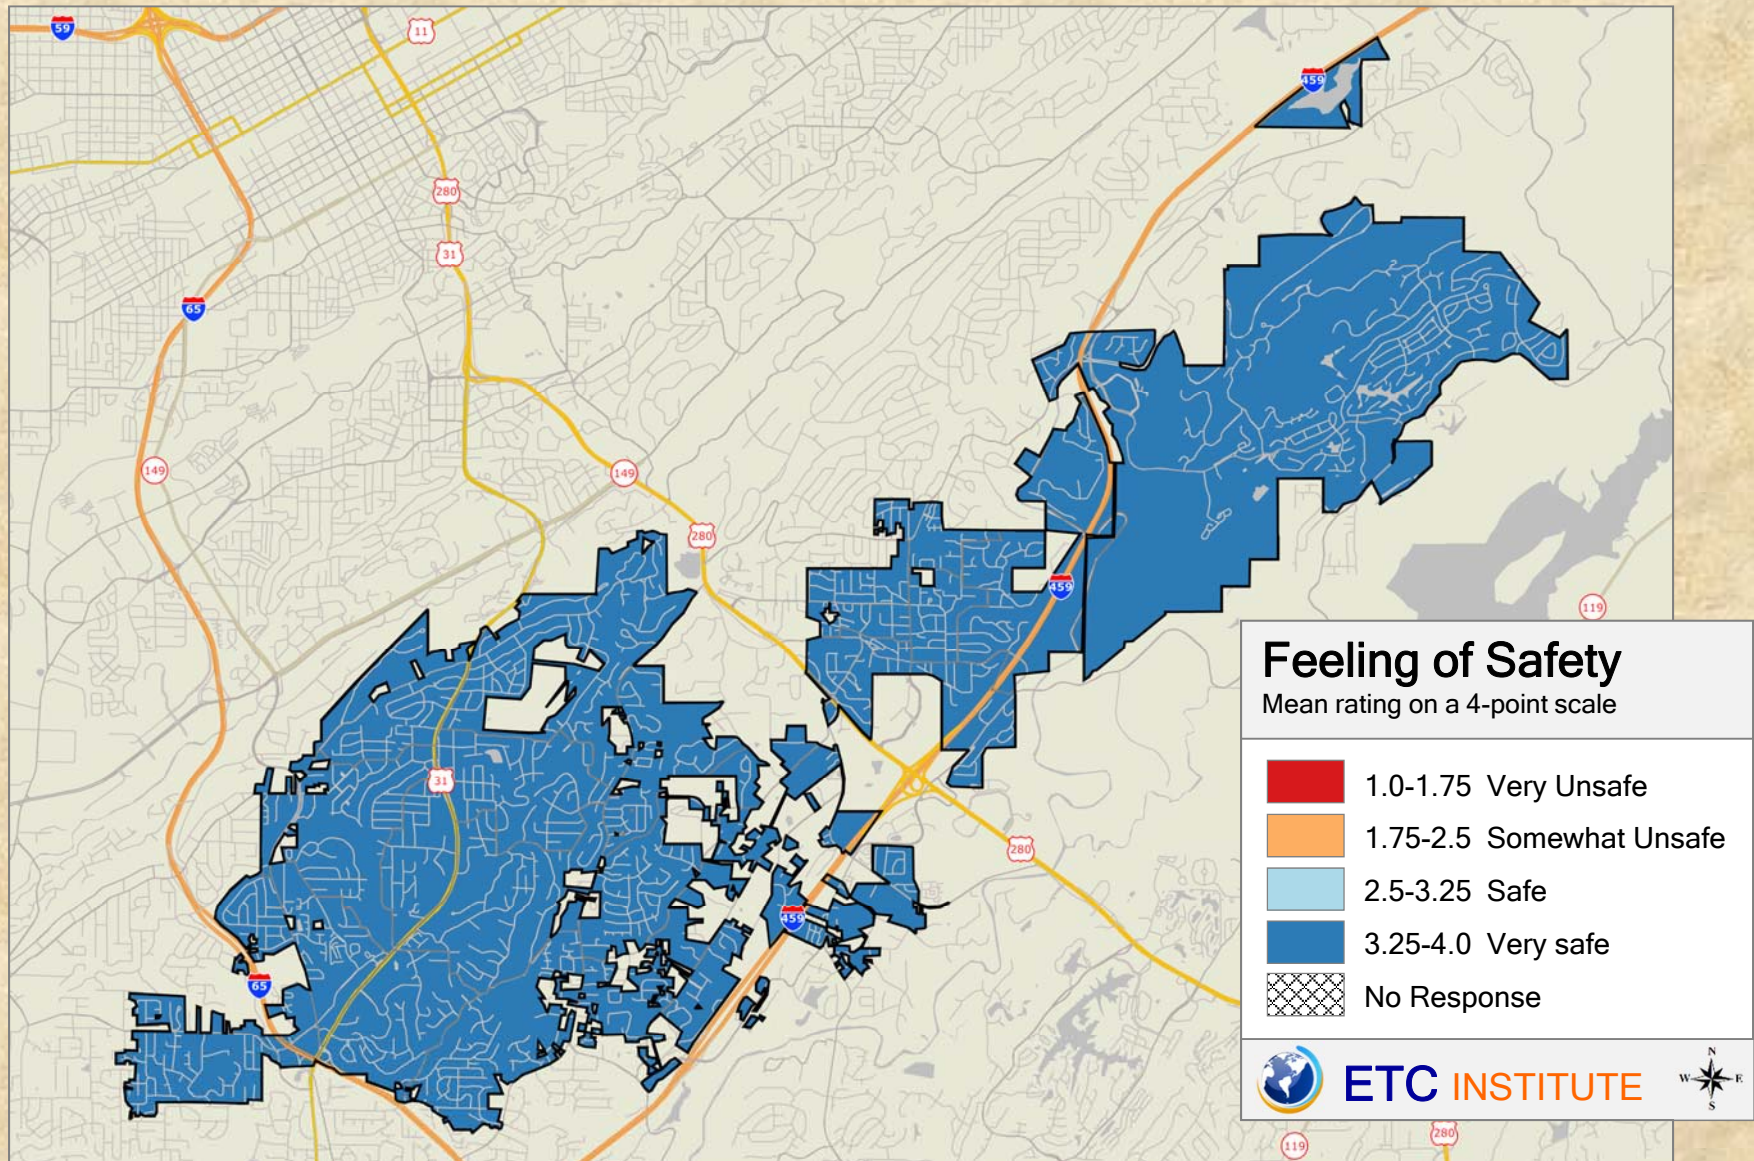 59
11
459
280
31
65
149
149
280
459
119
31
280
459
65
Feeling of Safety
Mean rating on a 4-point scale
1.0-1.75 Very Unsafe
1.75-2.5 Somewhat Unsafe
2.5-3.25 Safe
3.25-4.0 Very safe
No Response
ETC INSTITUTE
N
W E
S
119
280